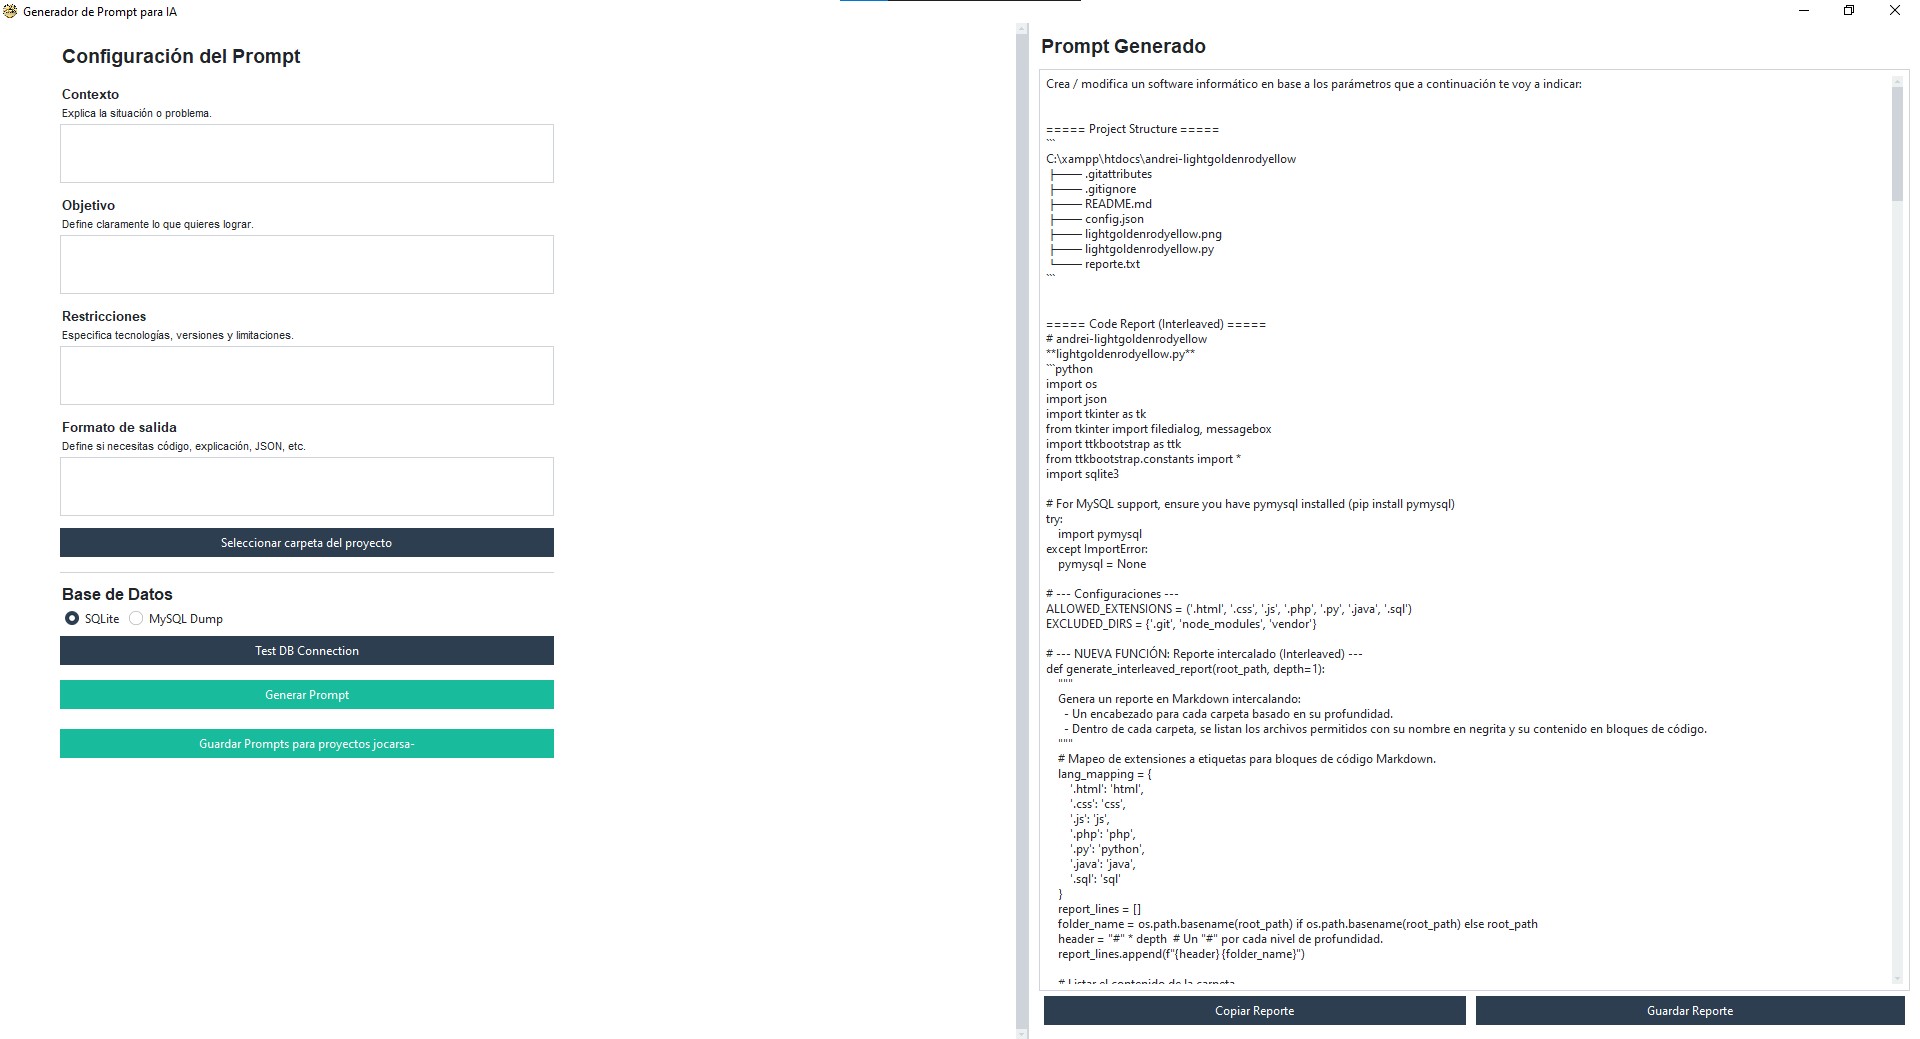 Generador de Prompt para IA
Configuración del Prompt
Contexto
Explica la situación o problema.
Objetivo
Define claramente lo que quieres lograr.
Restricciones
Especifica tecnologías, versiones y limitaciones.
Formato de salida
Define si necesitas código, explicación, JSON, etc.
Seleccionar carpeta del proyecto
Base de Datos
SQLite MySQL Dump
Test DB Connection
Generar Prompt
Guardar Prompts para proyectos jocarsa-
Prompt Generado
Crea / modifica un software informático en base a los parámetros que a continuación te voy a indicar:
===== Project Structure =====
```
C:\xampp\htdocs\andrei-lightgoldenrodyellow
├── .gitattributes
├── .gitignore
├── README.md
├── config.json
├── lightgoldenrodyellow.png
├── lightgoldenrodyellow.py
└── reporte.txt
```
===== Code Report (Interleaved) =====
# andrei-lightgoldenrodyellow
**lightgoldenrodyellow.py**
```python
import os
import json
import tkinter as tk
from tkinter import filedialog, messagebox
import ttkbootstrap as ttk
from ttkbootstrap.constants import *
import sqlite3
# For MySQL support, ensure you have pymysql installed (pip install pymysql)
try:
import pymysql
except ImportError:
pymysql = None
# --- Configuraciones ---
ALLOWED_EXTENSIONS = ('.html', '.css', '.js', '.php', '.py', '.java', '.sql')
EXCLUDED_DIRS = {'.git', 'node_modules', 'vendor'}
# --- NUEVA FUNCIÓN: Reporte intercalado (Interleaved) ---
def generate_interleaved_report(root_path, depth=1):
"""
Genera un reporte en Markdown intercalando:
- Un encabezado para cada carpeta basado en su profundidad.
- Dentro de cada carpeta, se listan los archivos permitidos con su nombre en negrita y su contenido en bloques de código.
"""
# Mapeo de extensiones a etiquetas para bloques de código Markdown.
lang_mapping = {
'.html': 'html',
'.css': 'css',
'.js': 'js',
'.php': 'php',
'.py': 'python',
'.java': 'java',
'.sql': 'sql'
}
report_lines = []
folder_name = os.path.basename(root_path) if os.path.basename(root_path) else root_path
header = "#" * depth # Un "#" por cada nivel de profundidad.
report_lines.append(f"{header} {folder_name}")
# Listar el contenido de la carpeta
Copiar Reporte
Guardar Reporte